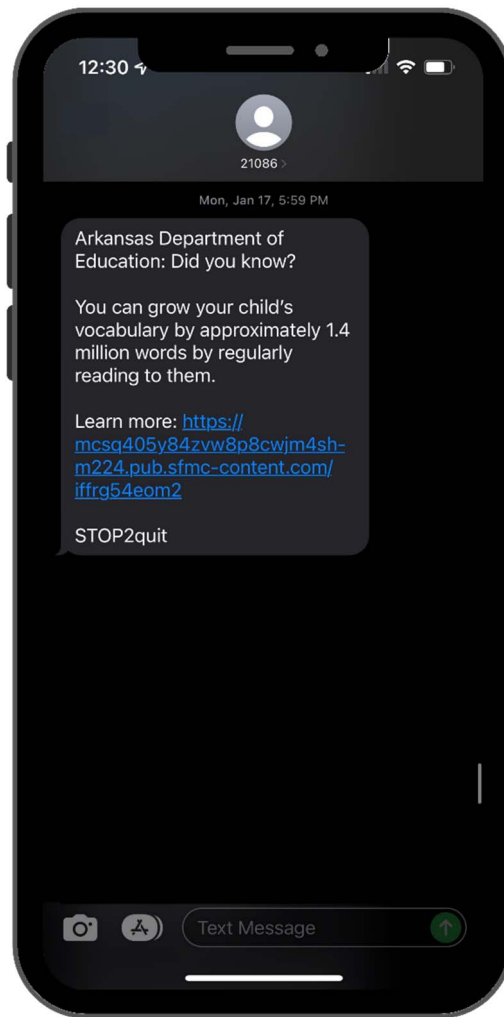 12:30
21086 >
Mon, Jan 17, 5:59 PM
Arkansas Department of
Education: Did you know?
You can grow your child's
vocabulary by approximately 1.4
million words by regularly
reading to them.
Learn more: https://
mcsq405y84zvw8p8cwjm4sh-
m224.pub.sfmc-content.com/
iffrg54eom2
STOP2quit
Text Message